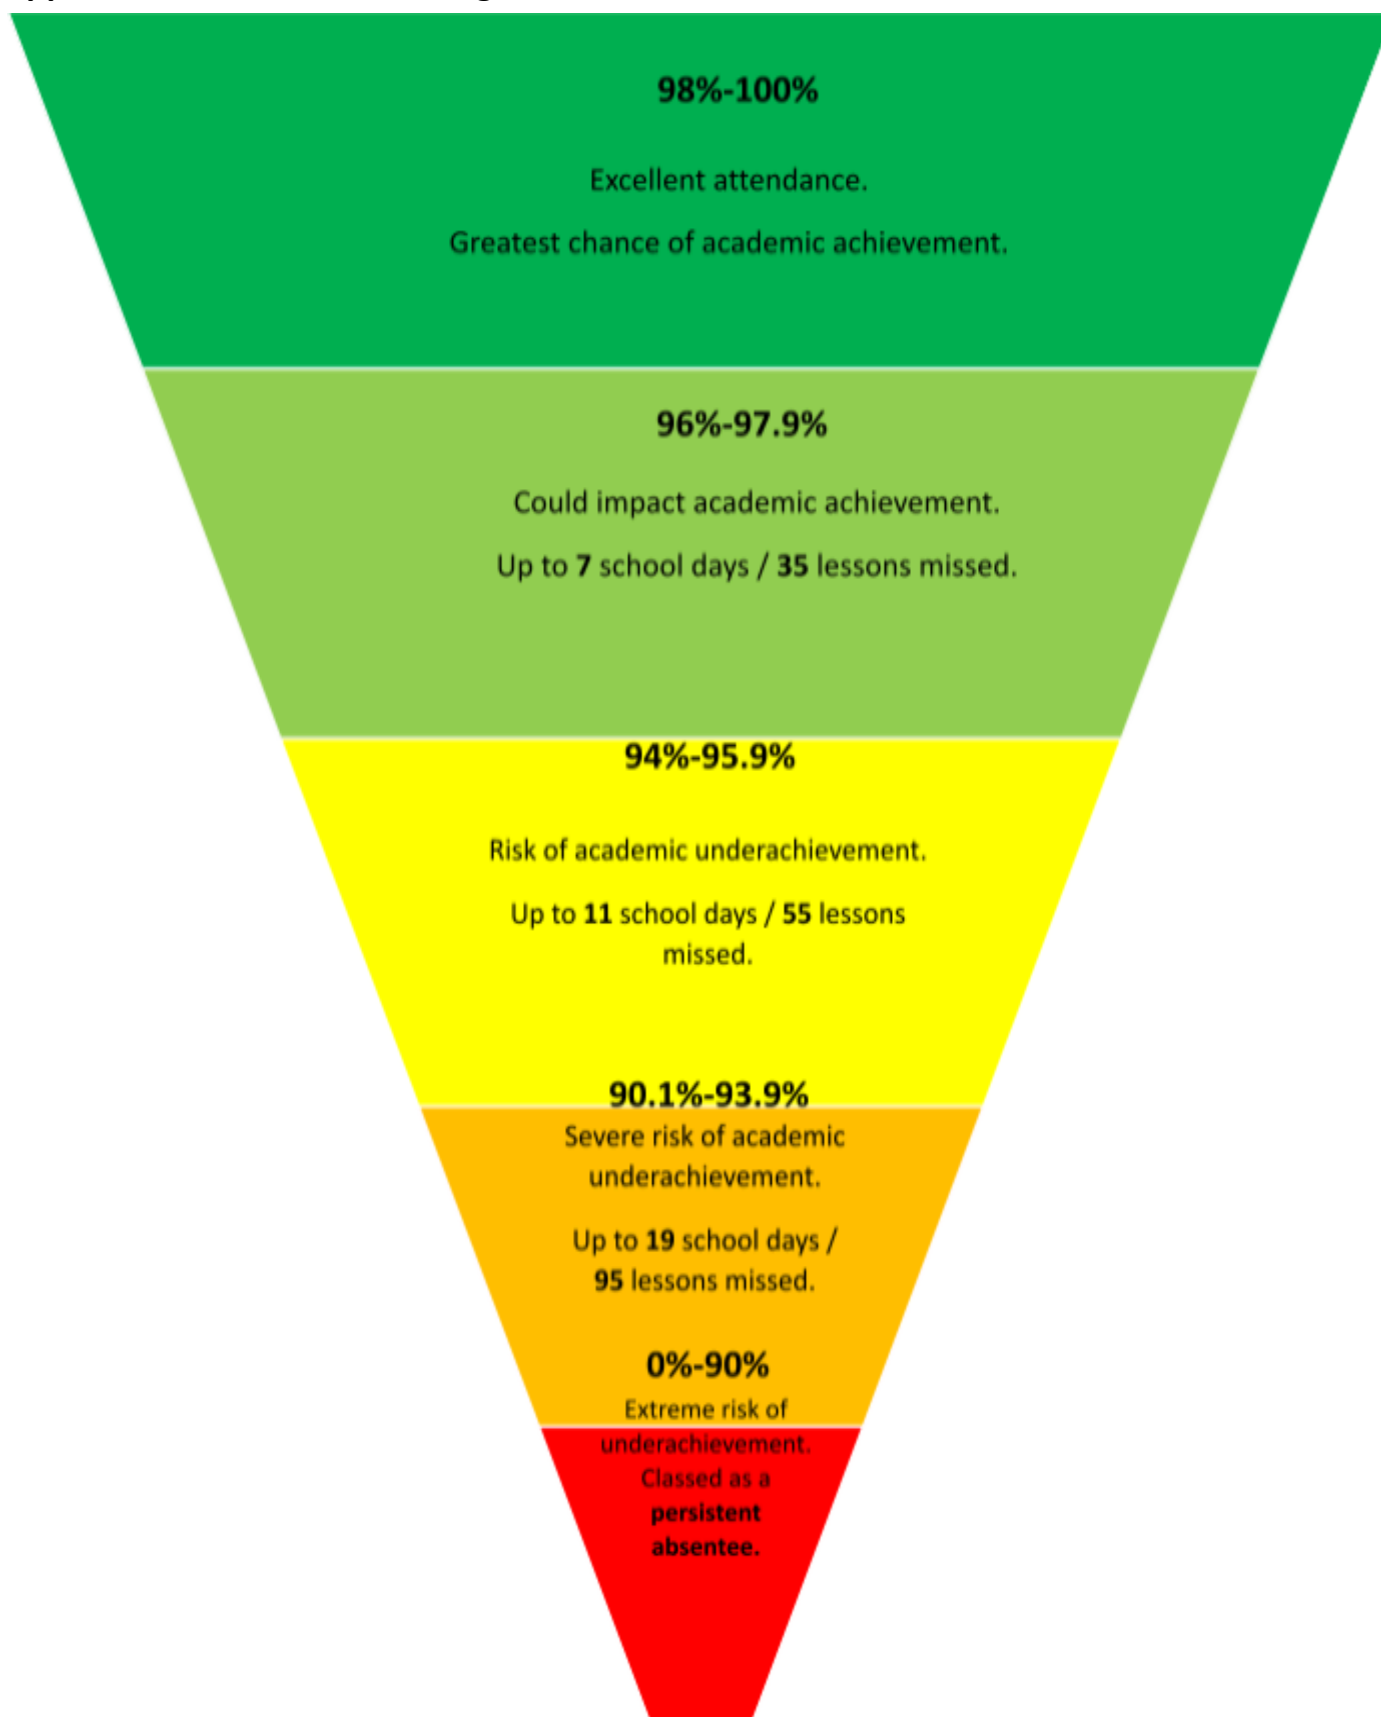 98%-100%
Excellent attendance.
Greatest chance of academic achievement.
96%-97.9%
Could impact academic achievement.
Up to 7 school days / 35 lessons missed.
94%-95.9%
Risk of academic underachievement.
Up to 11 school days / 55 lessons
missed.
90.1%-93.9%
Severe risk of academic
underachievement.
Up to 19 school days /
95 lessons missed.
0%-90%
Extreme risk of
underachievement.
Classed as a
persistent
absentee.